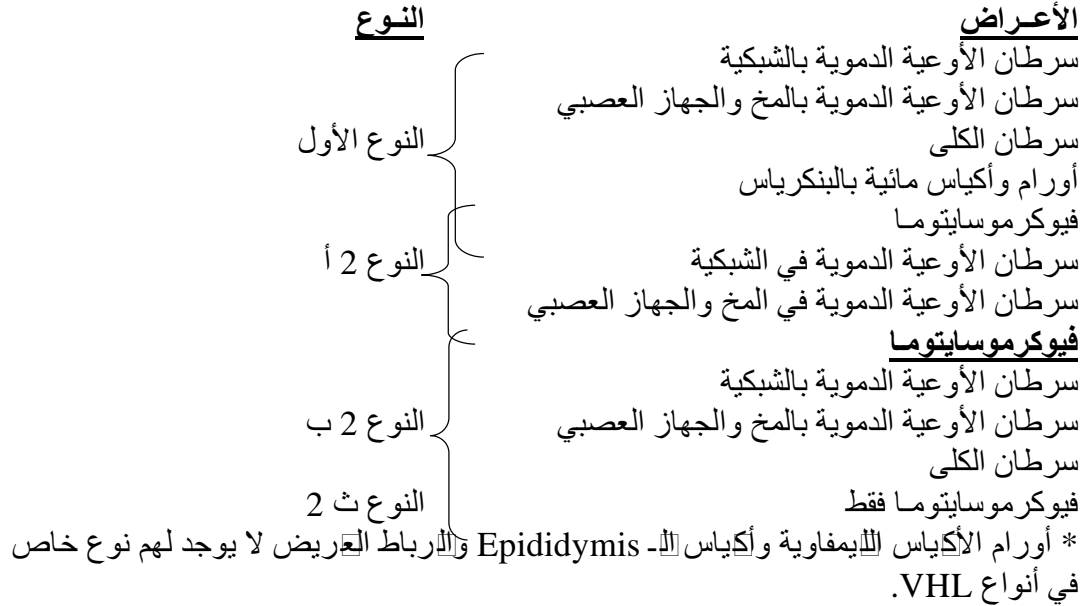 الأعـراض النـوع
سرطان الأوعية الدموية بالشبكية
سرطان الأوعية الدموية بالمخ والجهاز العصبي
سرطان الكلى النوع الأول
أورام وأكياس مائية بالبنكرياس
فيوكرموسايتومـا
سرطان الأوعية الدموية في الشبكية النوع 2 أ
سرطان الأوعية الدموية في المخ والجهاز العصبي
فيوكرموسايتومـا
سرطان الأوعية الدموية بالشبكية
سرطان الأوعية الدموية بالمخ والجهاز العصبي النوع 2 ب
سرطان الكلى
فيوكرموسايتومـا فقط النوع ث 2
* أورام الأكياس الليمفاوية وأكياس الـ Epididymis والرباط العريض لا يوجد لهم نوع خاص
في أنواع VHL.